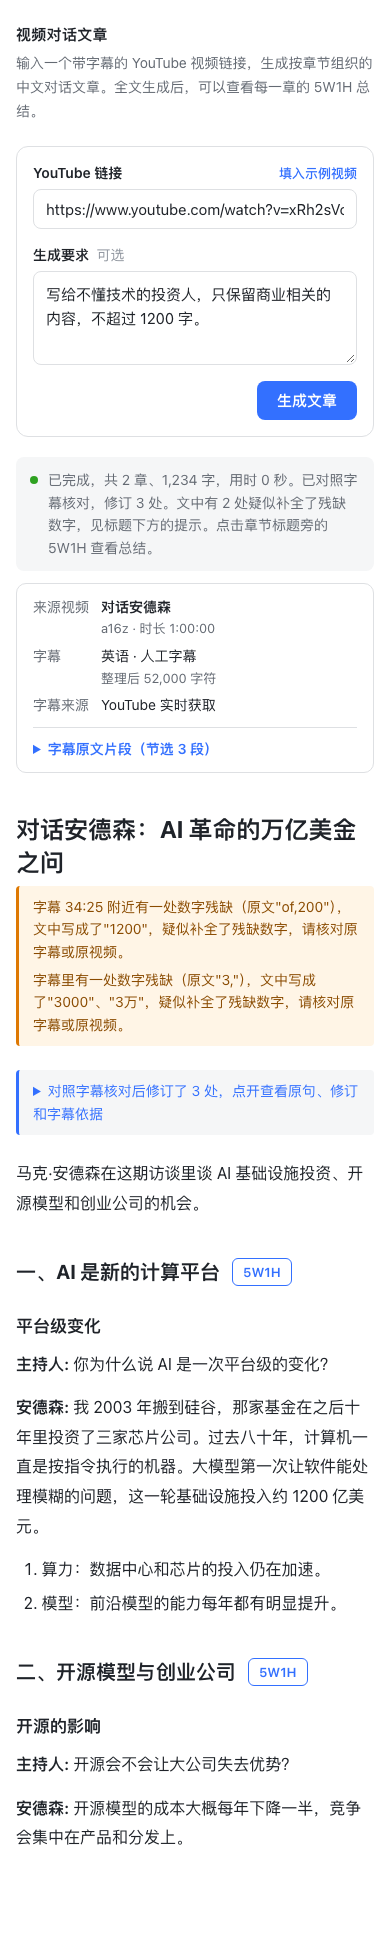 视频对话文章
输入一个带字幕的 YouTube 视频链接，生成按章节组织的
中文对话文章。全文生成后，可以查看每一章的 5W1H 总
结。
YouTube 链接 填入示例视频
https://www.youtube.com/watch?v=xRh2sVc
生成要求 可选
写给不懂技术的投资人，只保留商业相关的
内容，不超过 1200 字。
生成文章
已完成，共 2 章、1,234 字，用时 0 秒。已对照字
幕核对，修订 3 处。文中有 2 处疑似补全了残缺
数字，见标题下方的提示。点击章节标题旁的
5W1H 查看总结。
来源视频 对话安德森
a16z · 时长 1:00:00
字幕 英语 · 人工字幕
整理后 52,000 字符
字幕来源 YouTube 实时获取
▶ 字幕原文片段（节选 3 段）
对话安德森：AI 革命的万亿美金
之问
字幕 34:25 附近有一处数字残缺（原文"of,200"），
文中写成了"1200"，疑似补全了残缺数字，请核对原
字幕或原视频。
字幕里有一处数字残缺（原文"3,"），文中写成
了"3000"、"3万"，疑似补全了残缺数字，请核对原
字幕或原视频。
▶ 对照字幕核对后修订了 3 处，点开查看原句、修订
和字幕依据
马克·安德森在这期访谈里谈 AI 基础设施投资、开
源模型和创业公司的机会。
一、AI 是新的计算平台 5W1H
平台级变化
主持人: 你为什么说 AI 是一次平台级的变化?
安德森: 我 2003 年搬到硅谷，那家基金在之后十
年里投资了三家芯片公司。过去八十年，计算机一
直是按指令执行的机器。大模型第一次让软件能处
理模糊的问题，这一轮基础设施投入约 1200 亿美
元。
1. 算力：数据中心和芯片的投入仍在加速。
2. 模型：前沿模型的能力每年都有明显提升。
二、开源模型与创业公司 5W1H
开源的影响
主持人: 开源会不会让大公司失去优势?
安德森: 开源模型的成本大概每年下降一半，竞争
会集中在产品和分发上。